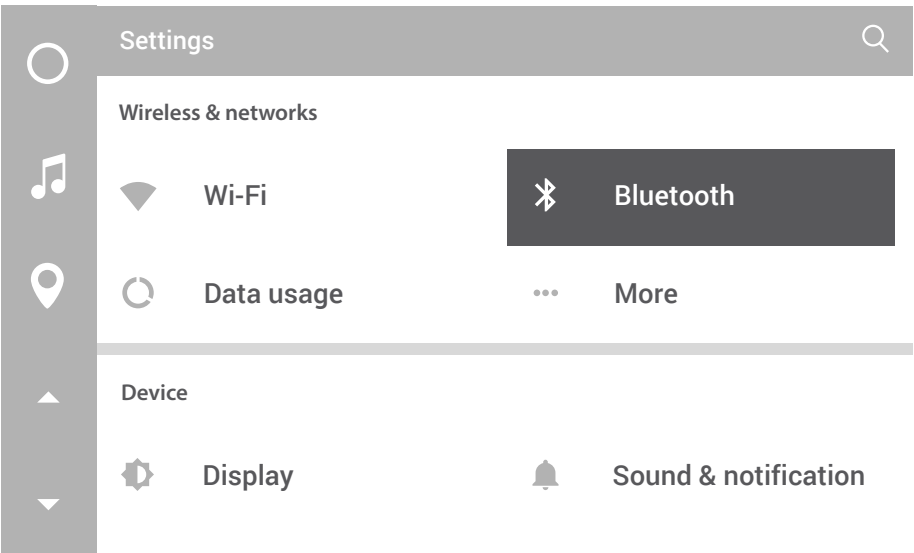 Settings
Wireless & networks
Wi-Fi
Bluetooth
Data usage
More
Device
Display
Sound & notification